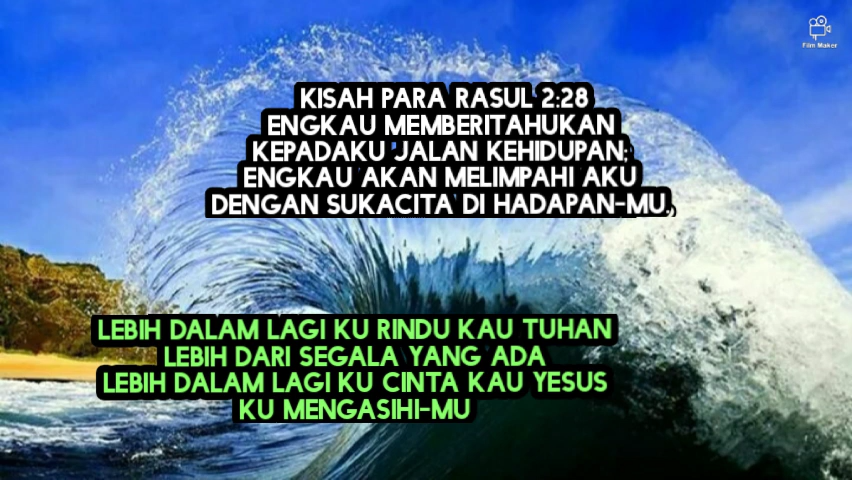 Film Maker
KISAH PARA RASUL 2:28
ENGKAU MEMBERITAHUKAN
KEPADAKU JALAN KEHIDUPAN;
ENGKAU AKAN MELIMPAHI AKU
DENGAN SUKACITA DI HADAPAN-MU.
LEBIH DALAM LAGI KU RINDU KAU TUHAN
LEBIH DARI SEGALA YANG ADA
LEBIH DALAM LAGI KU CINTA KAU YESUS
KU MENGASIHI-MU